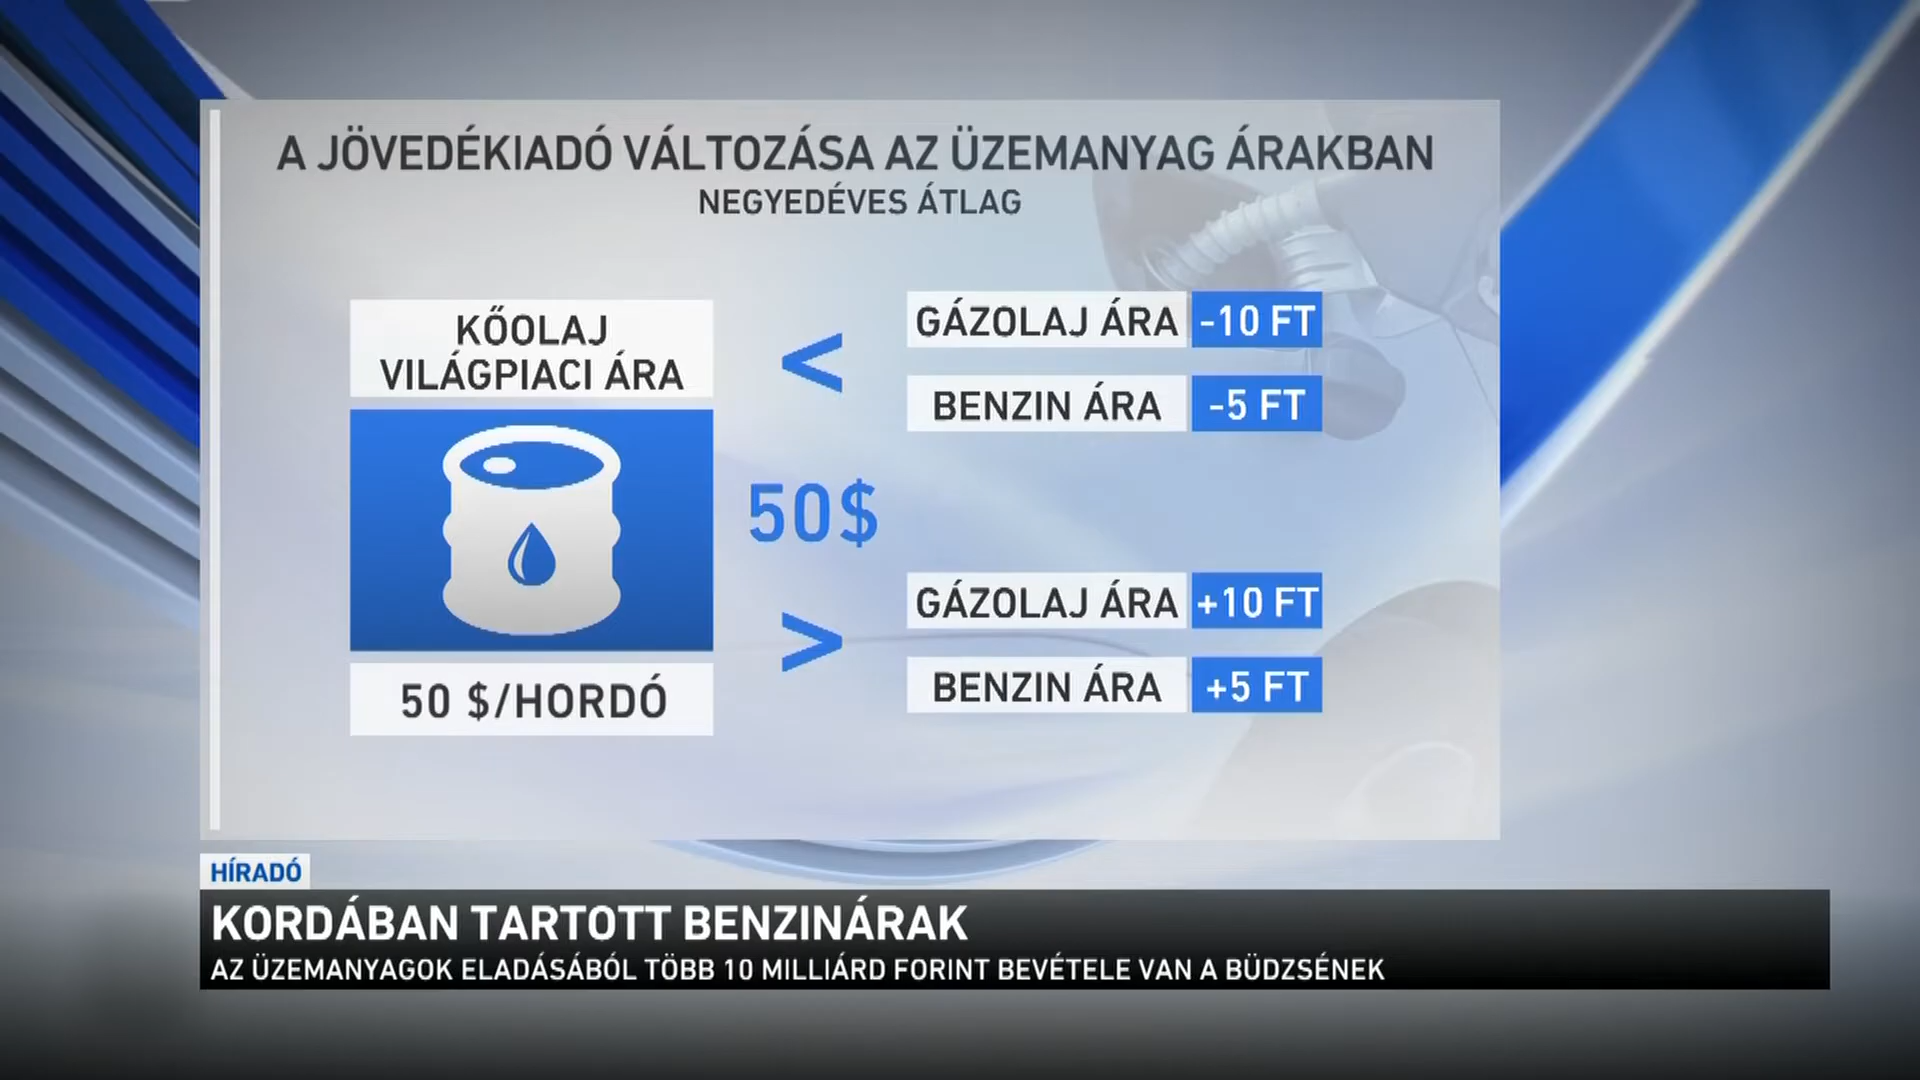 A JÖVEDÉKIADÓ VÁLTOZÁSA AZ ÜZEMANYAG ÁRAKBAN
NEGYEDÉVES ÁTLAG
KŐOLAJ
VILÁGPIACI ÁRA
50 $/HORDÓ
<
50$
>
GÁZOLAJ ÁRA -10 FT
BENZIN ÁRA -5 FT
GÁZOLAJ ÁRA +10 FT
BENZIN ÁRA +5 FT
HÍRADÓ
KORDÁBAN TARTOTT BENZINÁRAK
AZ ÜZEMANYAGOK ELADÁSÁBÓL TÖBB 10 MILLIÁRD FORINT BEVÉTELE VAN A BÜDZSÉNEK